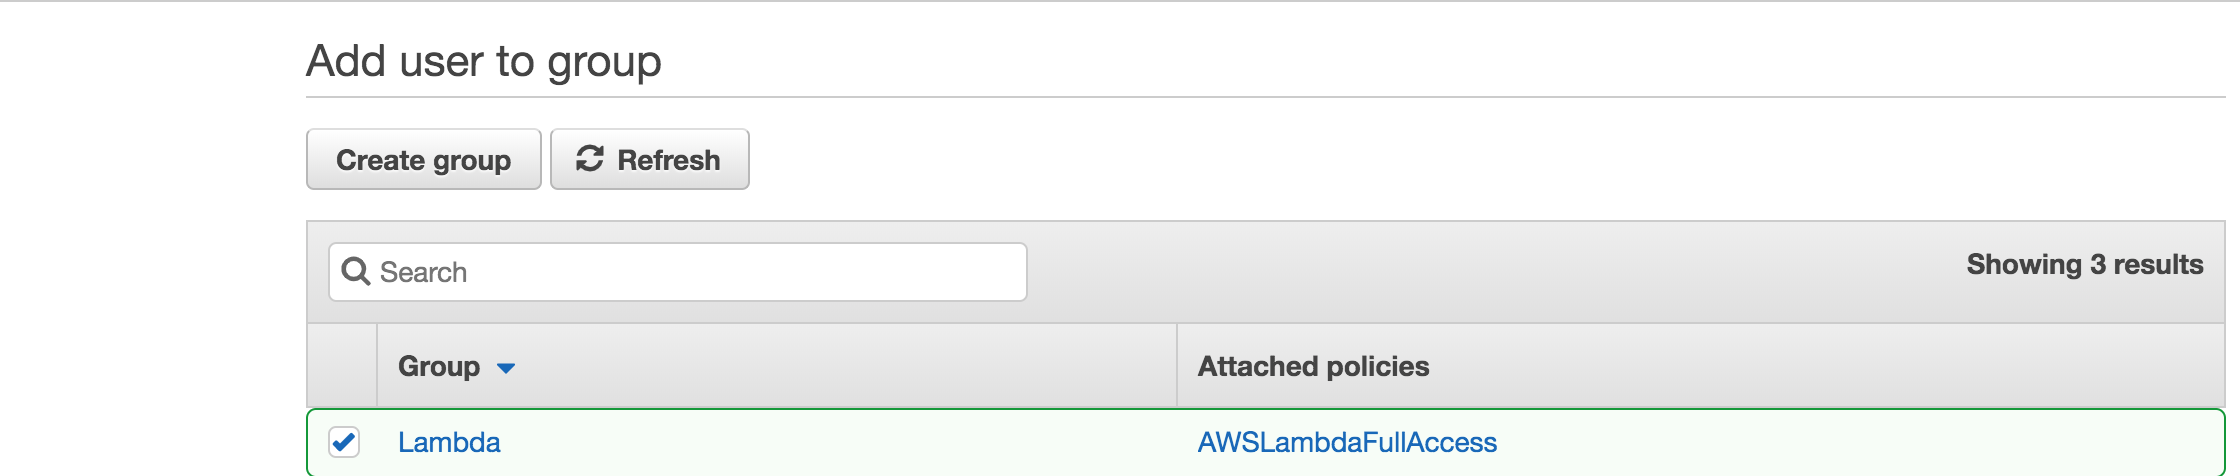 Add user to group
Create group Refresh
Search
Showing 3 results
Group Attached policies
Lambda AWSLambdaFullAccess